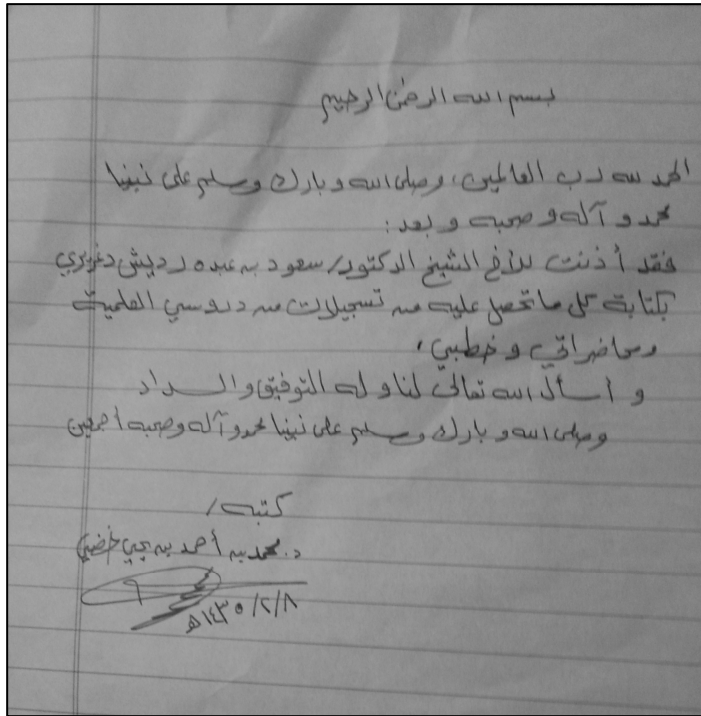 بسم الله الرحمن الرحيم
الحمد لله رب العالمين، وصلى الله وبارك وسلم على نبينا
محمد وآله وصحبه وبعد:
فقد أذنت للأخ الشيخ الدكتور/ سعود بن عبده رديش دغريري
بكتابة كل ما تحصل عليه من تسجيلات من دروسي العلمية
ومحاضراتي وخطبي،
وأسأل الله تعالى لنا وله التوفيق والسداد
وصلى الله وبارك وسلم على نبينا محمد وآله وصحبه أجمعين
كتبه/
د. محمد بن أحمد بن يحيى
١٤٣٥/٢/٨هـ